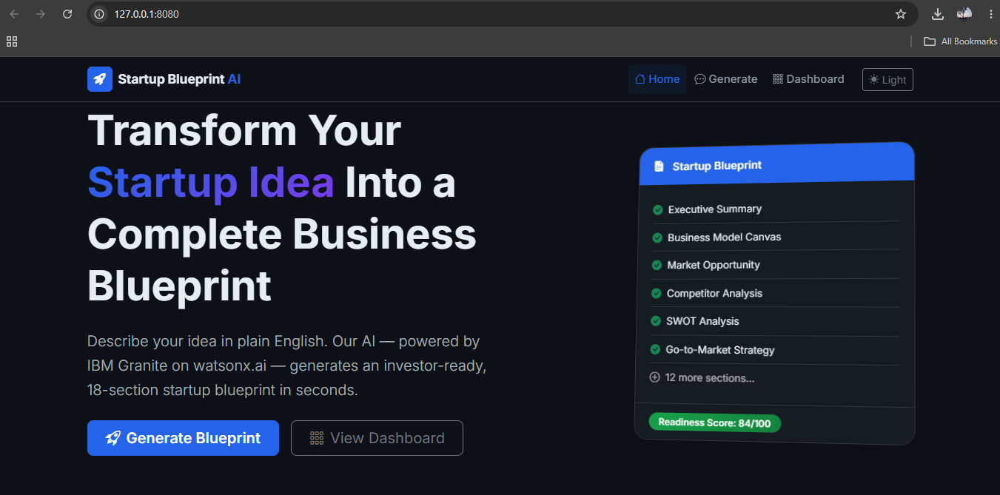 127.0.0.1:8080
All Bookmarks
Startup Blueprint AI
Home
Generate
Dashboard
Light
Transform Your
Startup Idea Into a
Complete Business
Blueprint
Describe your idea in plain English. Our AI — powered by
IBM Granite on watsonx.ai — generates an investor-ready,
18-section startup blueprint in seconds.
Generate Blueprint
View Dashboard
Startup Blueprint
Executive Summary
Business Model Canvas
Market Opportunity
Competitor Analysis
SWOT Analysis
Go-to-Market Strategy
12 more sections...
Readiness Score: 84/100